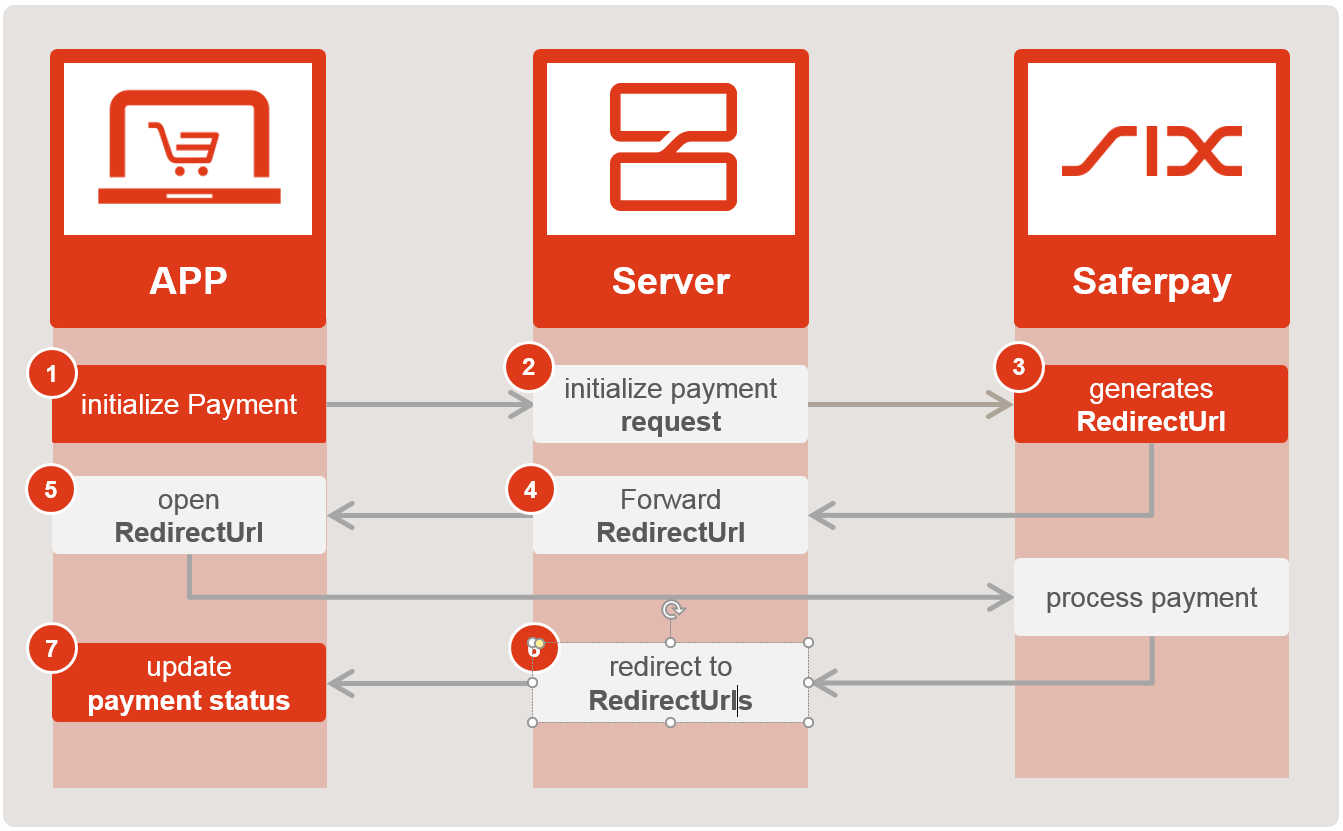 SIX
APP
Server
Saferpay
1
initialize Payment
2
initialize payment
request
3
generates
RedirectUrl
5
open
RedirectUrl
4
Forward
RedirectUrl
process payment
7
update
payment status
6
redirect to
RedirectUrls